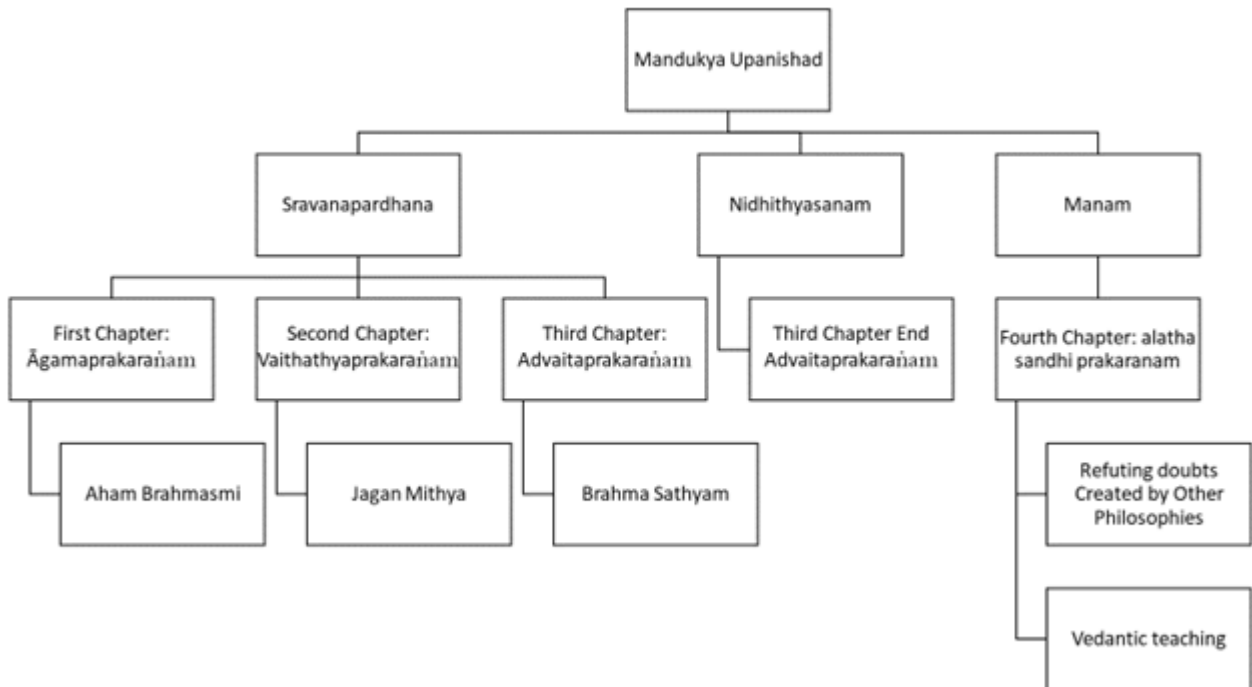 Mandukya Upanishad
Sravanapardhana
Nidhithyasanam
Manam
First Chapter:
Āgamaprakaraṅam
Second Chapter:
Vaithathyaprakaraṅam
Third Chapter:
Advaitaprakaraṅam
Third Chapter End
Advaitaprakaraṅam
Fourth Chapter: alatha
sandhi prakaranam
Aham Brahmasmi
Jagan Mithya
Brahma Sathyam
Refuting doubts
Created by Other
Philosophies
Vedantic teaching